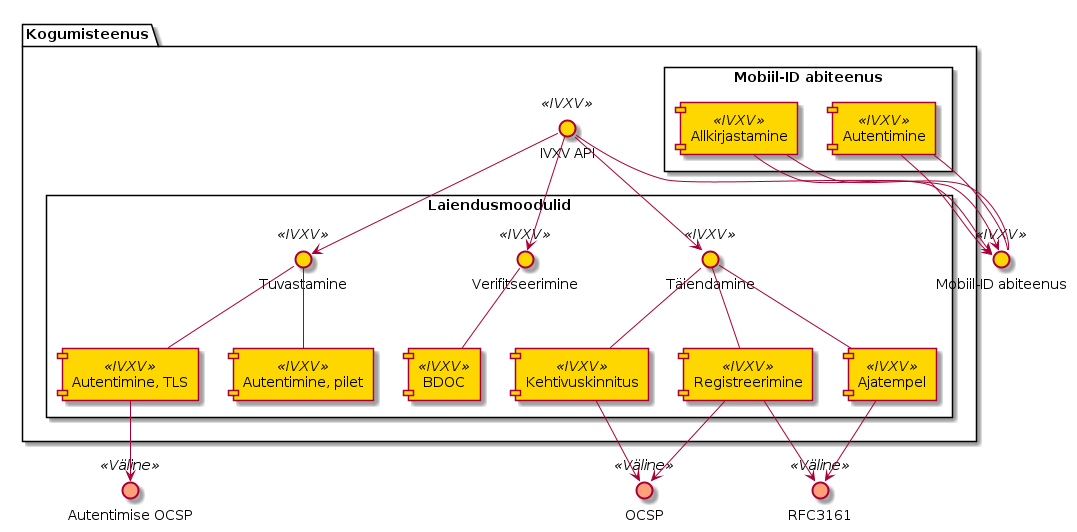 Kogumisteenus
Mobiil-ID abiteenus
«IVXV»
Allkirjastamine
«IVXV»
Autentimine
«IVXV»
IVXV API
Laiendusmoodulid
«IVXV»
Tuvastamine
«IVXV»
Verifitseerimine
«IVXV»
Täiendamine
«IVXV»
Mobiil-ID abiteenus
«IVXV»
Autentimine, TLS
«IVXV»
Autentimine, pilet
«IVXV»
BDOC
«IVXV»
Kehtivuskinnitus
«IVXV»
Registreerimine
«IVXV»
Ajatempel
«Väline»
Autentimise OCSP
«Väline»
OCSP
«Väline»
RFC3161